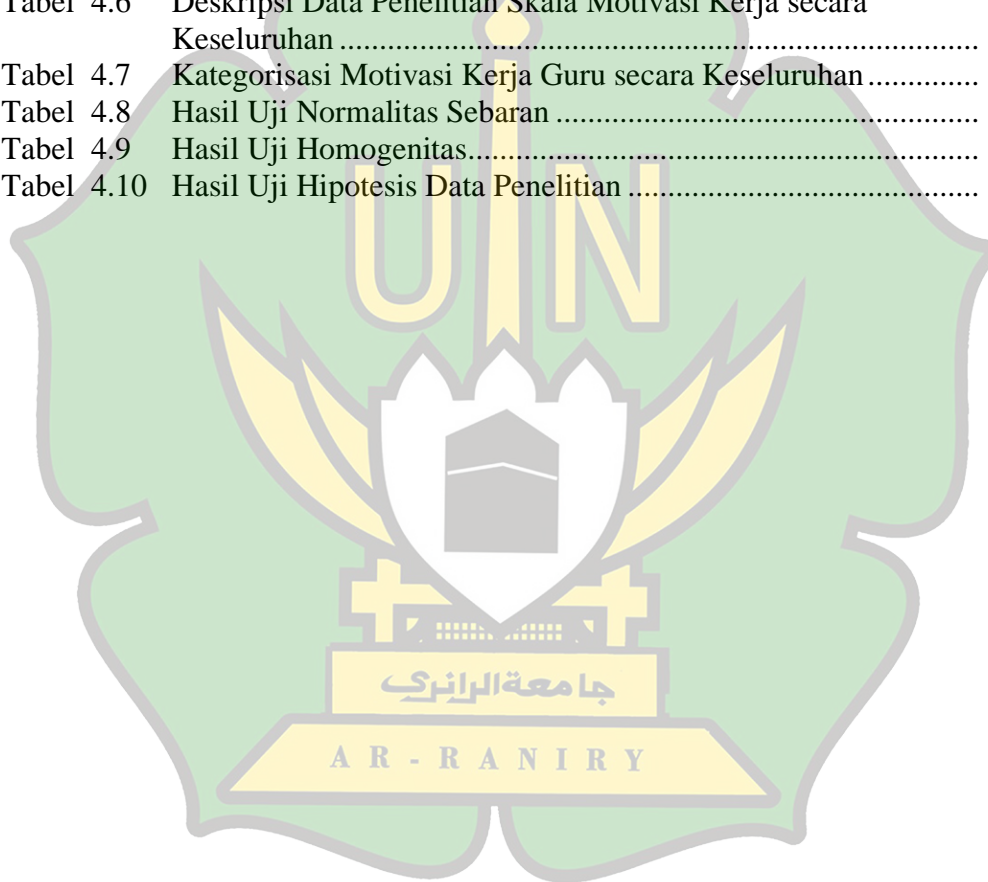 Tabel 4.6 Deskripsi Data Penelitian Skala Motivasi Kerja secara
Keseluruhan ........................................................................................
Tabel 4.7 Kategorisasi Motivasi Kerja Guru secara Keseluruhan ...............
Tabel 4.8 Hasil Uji Normalitas Sebaran ..........................................................
Tabel 4.9 Hasil Uji Homogenitas......................................................................
Tabel 4.10 Hasil Uji Hipotesis Data Penelitian ................................................
UIN
جامعة الرانري
AR - RANIRY